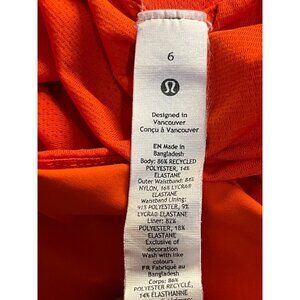 6
Designed in
Vancouver
Conçu à Vancouver
EN Made in
Bangladesh
Body: 86% RECYCLED
POLYESTER, 14%
ELASTANE
Outer Waistband: 84%
NYLON, 16% LYCRA®
ELASTANE
Waistband Lining:
91% POLYESTER, 9%
LYCRA® ELASTANE
Liner: 82%
POLYESTER, 18%
ELASTANE
Exclusive of
decoration
Wash with like
colours
FR Fabriqué au
Bangladesh
Corps: 86%
POLYESTER RECYCLÉ,
14% ÉLASTHANNE